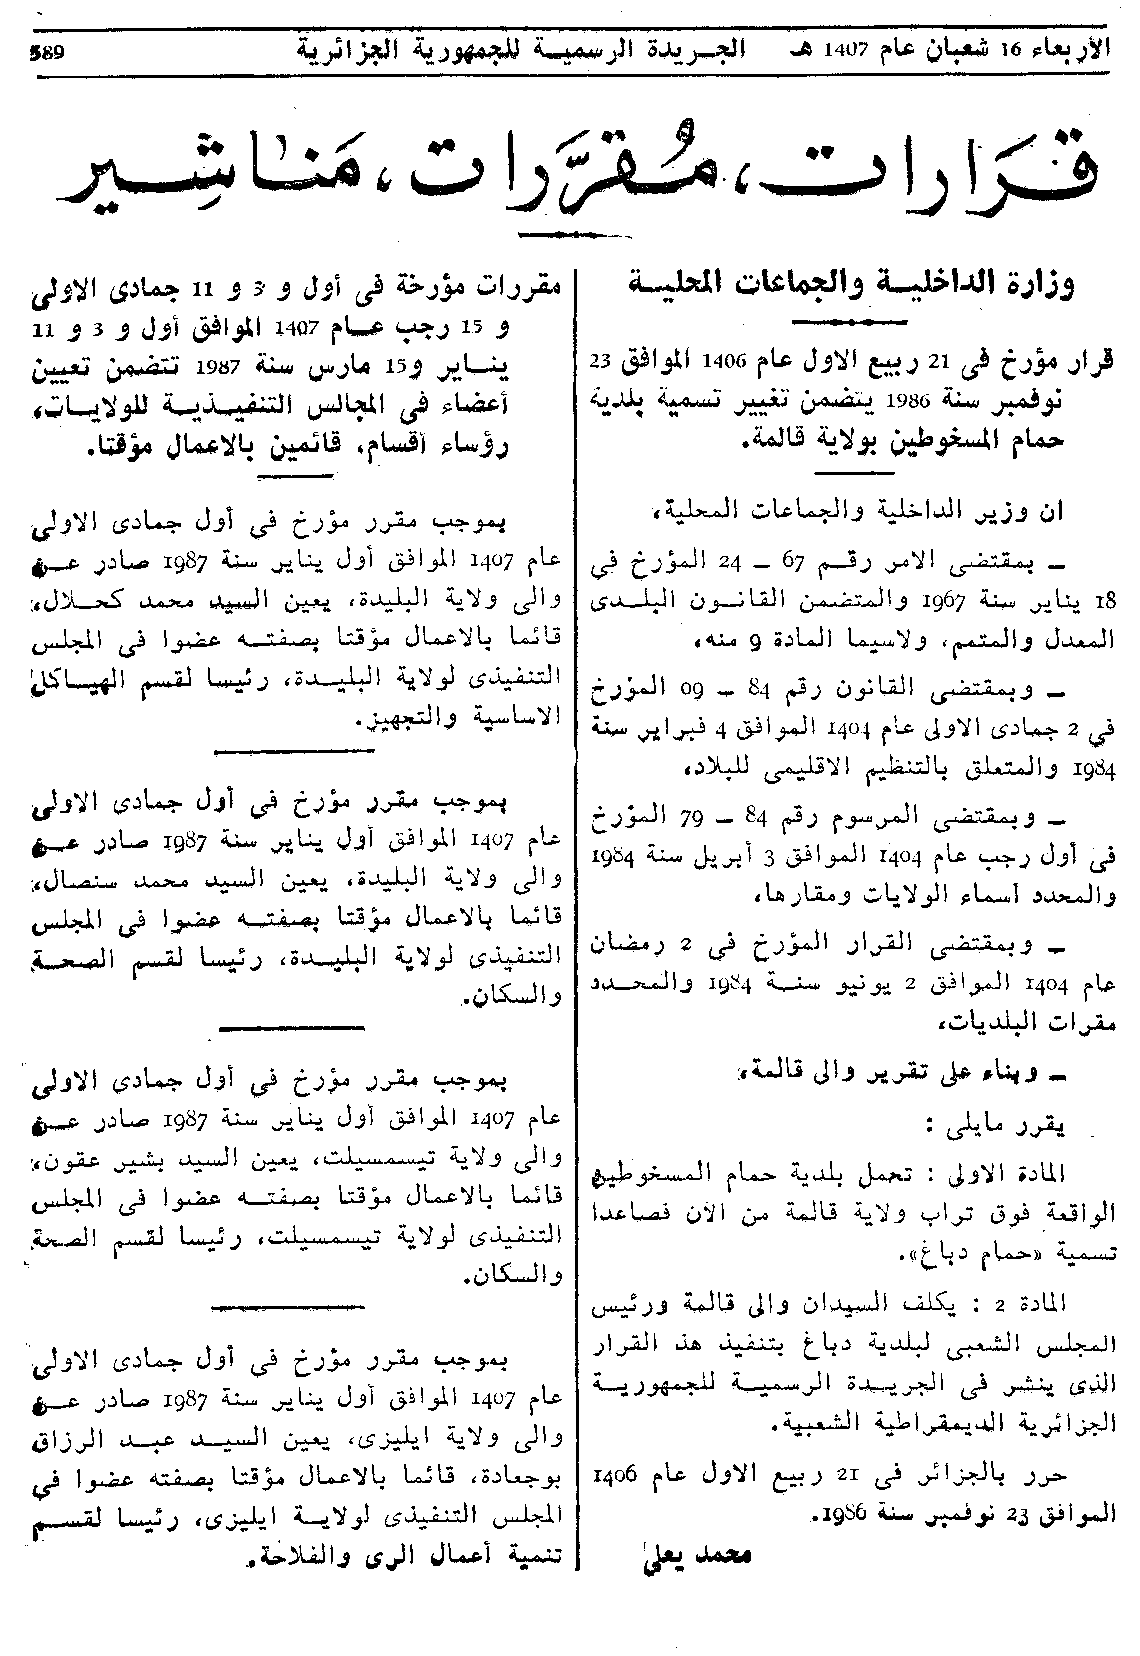 الأربعاء 16 شعبان عام 1407 هـ الجريدة الرسمية للجمهورية الجزائرية 589
قرارات، مقررات، مناشير
وزارة الداخلية والجماعات المحلية
قرار مؤرخ فى 21 ربيع الاول عام 1406 الموافق 23
نوفمبر سنة 1986 يتضمن تغيير تسمية بلدية
حمام المسخوطين بولاية قالمة.
ان وزير الداخلية والجماعات المحلية،
– بمقتضى الامر رقم 67 – 24 المؤرخ في
18 يناير سنة 1967 والمتضمن القانون البلدى
المعدل والمتمم، ولاسيما المادة 9 منه،
– وبمقتضى القانون رقم 84 – 09 المؤرخ
في 2 جمادى الاولى عام 1404 الموافق 4 فبراير سنة
1984 والمتعلق بالتنظيم الاقليمى للبلاد،
– وبمقتضى المرسوم رقم 84 – 79 المؤرخ
فى أول رجب عام 1404 الموافق 3 أبريل سنة 1984
والمحدد أسماء الولايات ومقارها،
– وبمقتضى القرار المؤرخ فى 2 رمضان
عام 1404 الموافق 2 يونيو سنة 1984 والمحدد
مقرات البلديات،
– وبناء على تقرير والى قالمة،
يقرر مايلى :
المادة الاولى : تحمل بلدية حمام المسخوطين
الواقعة فوق تراب ولاية قالمة من الآن فصاعدا
تسمية «حمام دباغ».
المادة 2 : يكلف السيدان والى قالمة ورئيس
المجلس الشعبى لبلدية دباغ بتنفيذ هذ القرار
الذى ينشر فى الجريدة الرسمية للجمهورية
الجزائرية الديمقراطية الشعبية.
حرر بالجزائر فى 21 ربيع الاول عام 1406
الموافق 23 نوفمبر سنة 1986.
محمد يعلى
مقررات مؤرخة فى أول و 3 و 11 جمادى الاولى
و 15 رجب عام 1407 الموافق أول و 3 و 11
يناير و15 مارس سنة 1987 تتضمن تعيين
أعضاء فى المجالس التنفيذية للولايات،
رؤساء أقسام، قائمين بالاعمال مؤقتا.
بموجب مقرر مؤرخ في أول جمادى الاولى
عام 1407 الموافق أول يناير سنة 1987 صادر عن
والى ولاية البليدة، يعين السيد محمد كحلال،
قائما بالاعمال مؤقتا بصفته عضوا فى المجلس
التنفيذى لولاية البليدة، رئيسا لقسم الهياكل
الاساسية والتجهيز.
بموجب مقرر مؤرخ في أول جمادى الاولى
عام 1407 الموافق أول يناير سنة 1987 صادر عن
والى ولاية البليدة، يعين السيد محمد سنصال،
قائما بالاعمال مؤقتا بصفته عضوا فى المجلس
التنفيذى لولاية البليدة، رئيسا لقسم الصحة
والسكان.
بموجب مقرر مؤرخ في أول جمادى الاولى
عام 1407 الموافق أول يناير سنة 1987 صادر عن
والى ولاية تيسمسيلت، يعين السيد بشير عقون،
قائما بالاعمال مؤقتا بصفته عضوا فى المجلس
التنفيذى لولاية تيسمسيلت، رئيسا لقسم الصحة
والسكان.
بموجب مقرر مؤرخ في أول جمادى الاولى
عام 1407 الموافق أول يناير سنة 1987 صادر عن
والى ولاية ايليزى، يعين السيد عبد الرزاق
بوجعادة، قائما بالاعمال مؤقتا بصفته عضوا في
المجلس التنفيذى لولاية ايليزى، رئيسا لقسم
تنمية أعمال الرى والفلاحة.